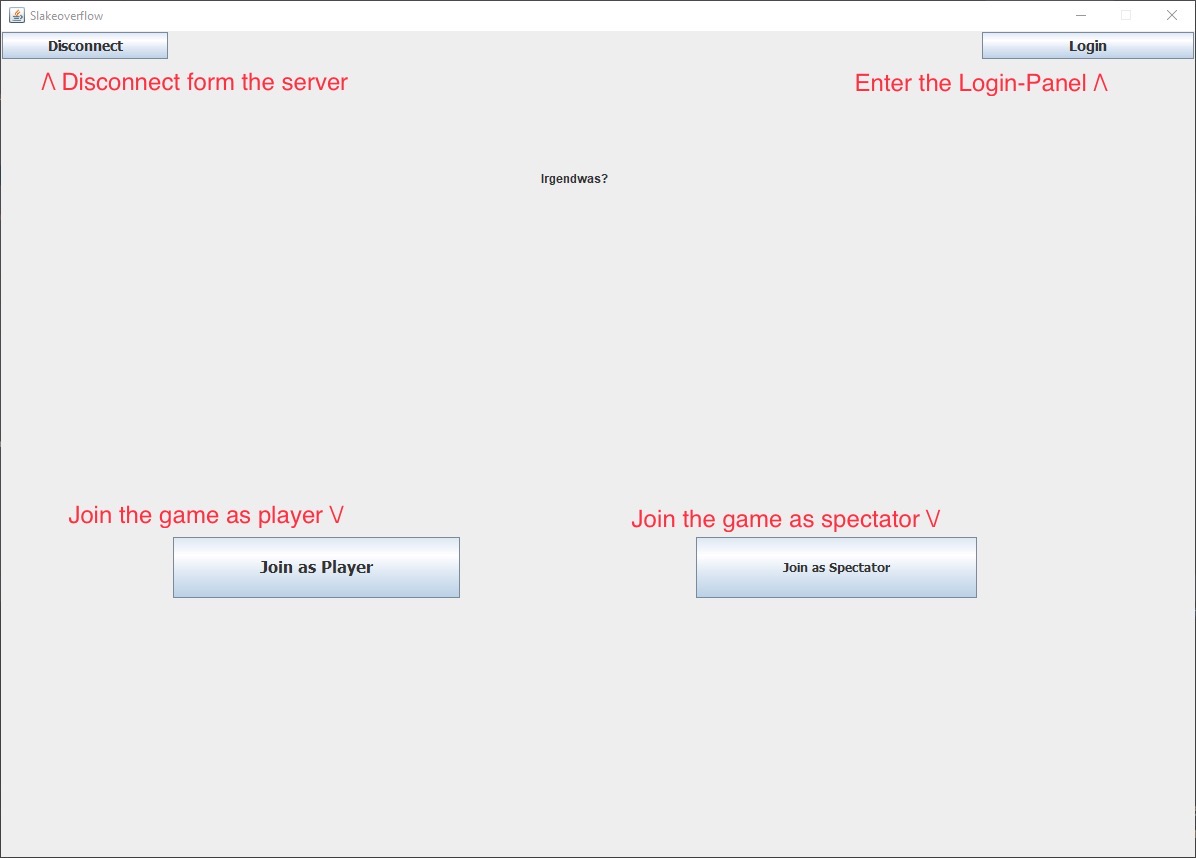 Slakeoverflow
Disconnect
Login
/\ Disconnect form the server
Enter the Login-Panel /\
Irgendwas?
Join the game as player \/
Join the game as spectator \/
Join as Player
Join as Spectator